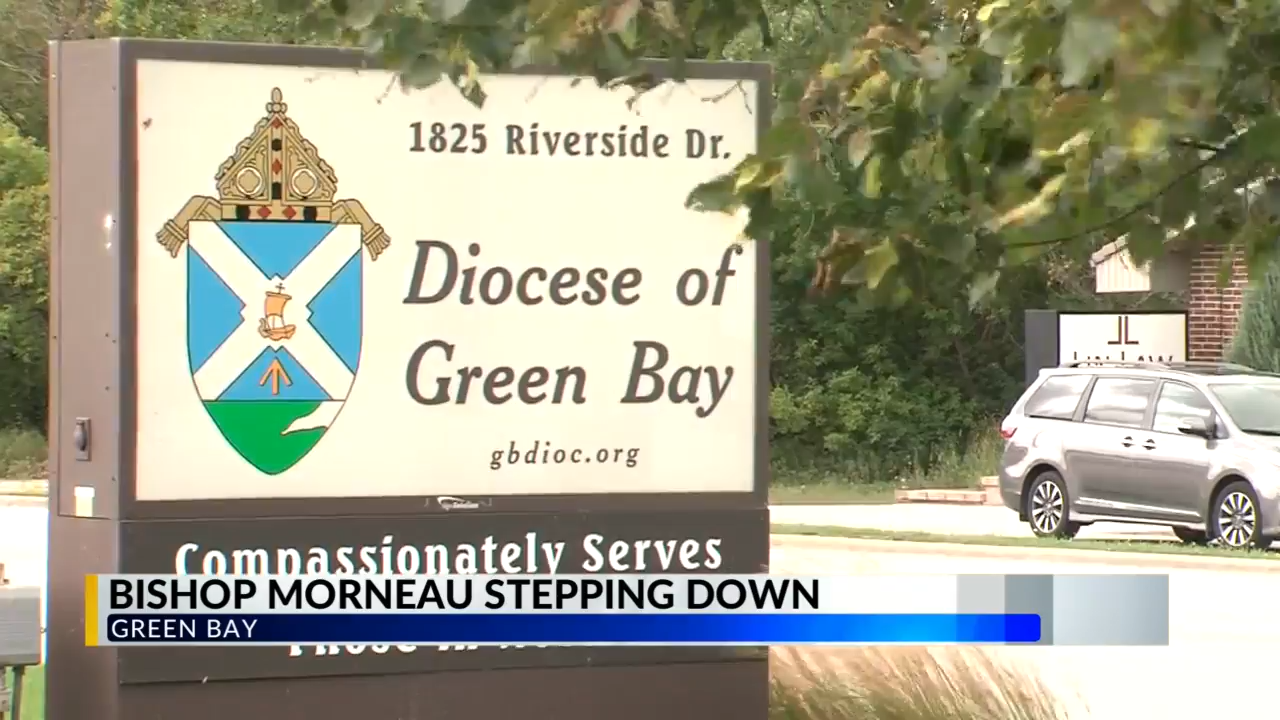 1825 Riverside Dr.
Diocese of
Green Bay
gbdioc.org
Compassionately Serves
BISHOP MORNEAU STEPPING DOWN
GREEN BAY